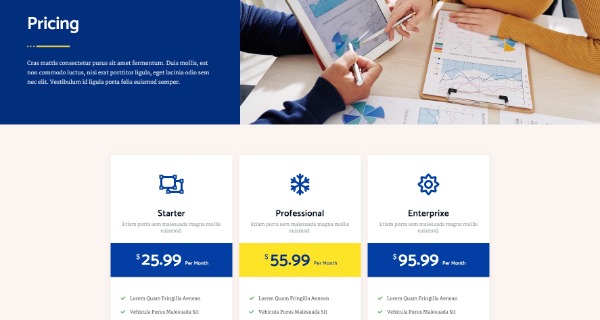 Pricing
Cras mattis consectetur purus sit amet fermentum. Duis mollis, est
non commodo luctus, nisi erat porttitor ligula, eget lacinia odio sem
nec elit. Vestibulum id ligula porta felis euismod semper.
Starter
Etiam porta sem malesuada magna mollis
euismod.
$25.99 Per Month
Lorem Quam Fringilla Aenean
Vehicula Purus Malesuada Sit
Professional
Etiam porta sem malesuada magna mollis
euismod.
$55.99 Per Month
Lorem Quam Fringilla Aenean
Vehicula Purus Malesuada Sit
Enterprixe
Etiam porta sem malesuada magna mollis
euismod.
$95.99 Per Month
Lorem Quam Fringilla Aenean
Vehicula Purus Malesuada Sit